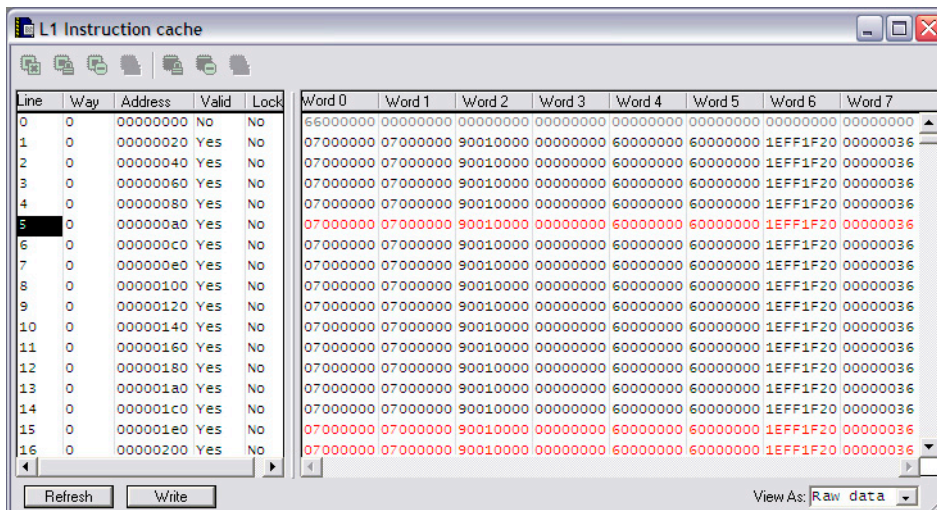 L1 Instruction cache
Line Way Address Valid Lock Word 0 Word 1 Word 2 Word 3 Word 4 Word 5 Word 6 Word 7
0 0 00000000 No No 66000000 00000000 00000000 00000000 00000000 00000000 00000000 00000000
1 0 00000020 Yes No 07000000 07000000 90010000 00000000 60000000 60000000 1EFF1F20 00000036
2 0 00000040 Yes No 07000000 07000000 90010000 00000000 60000000 60000000 1EFF1F20 00000036
3 0 00000060 Yes No 07000000 07000000 90010000 00000000 60000000 60000000 1EFF1F20 00000036
4 0 00000080 Yes No 07000000 07000000 90010000 00000000 60000000 60000000 1EFF1F20 00000036
5 0 000000a0 Yes No 07000000 07000000 90010000 00000000 60000000 60000000 1EFF1F20 00000036
6 0 000000c0 Yes No 07000000 07000000 90010000 00000000 60000000 60000000 1EFF1F20 00000036
7 0 000000e0 Yes No 07000000 07000000 90010000 00000000 60000000 60000000 1EFF1F20 00000036
8 0 00000100 Yes No 07000000 07000000 90010000 00000000 60000000 60000000 1EFF1F20 00000036
9 0 00000120 Yes No 07000000 07000000 90010000 00000000 60000000 60000000 1EFF1F20 00000036
10 0 00000140 Yes No 07000000 07000000 90010000 00000000 60000000 60000000 1EFF1F20 00000036
11 0 00000160 Yes No 07000000 07000000 90010000 00000000 60000000 60000000 1EFF1F20 00000036
12 0 00000180 Yes No 07000000 07000000 90010000 00000000 60000000 60000000 1EFF1F20 00000036
13 0 000001a0 Yes No 07000000 07000000 90010000 00000000 60000000 60000000 1EFF1F20 00000036
14 0 000001c0 Yes No 07000000 07000000 90010000 00000000 60000000 60000000 1EFF1F20 00000036
15 0 000001e0 Yes No 07000000 07000000 90010000 00000000 60000000 60000000 1EFF1F20 00000036
16 0 00000200 Yes No 07000000 07000000 90010000 00000000 60000000 60000000 1EFF1F20 00000036
Refresh Write View As: Raw data